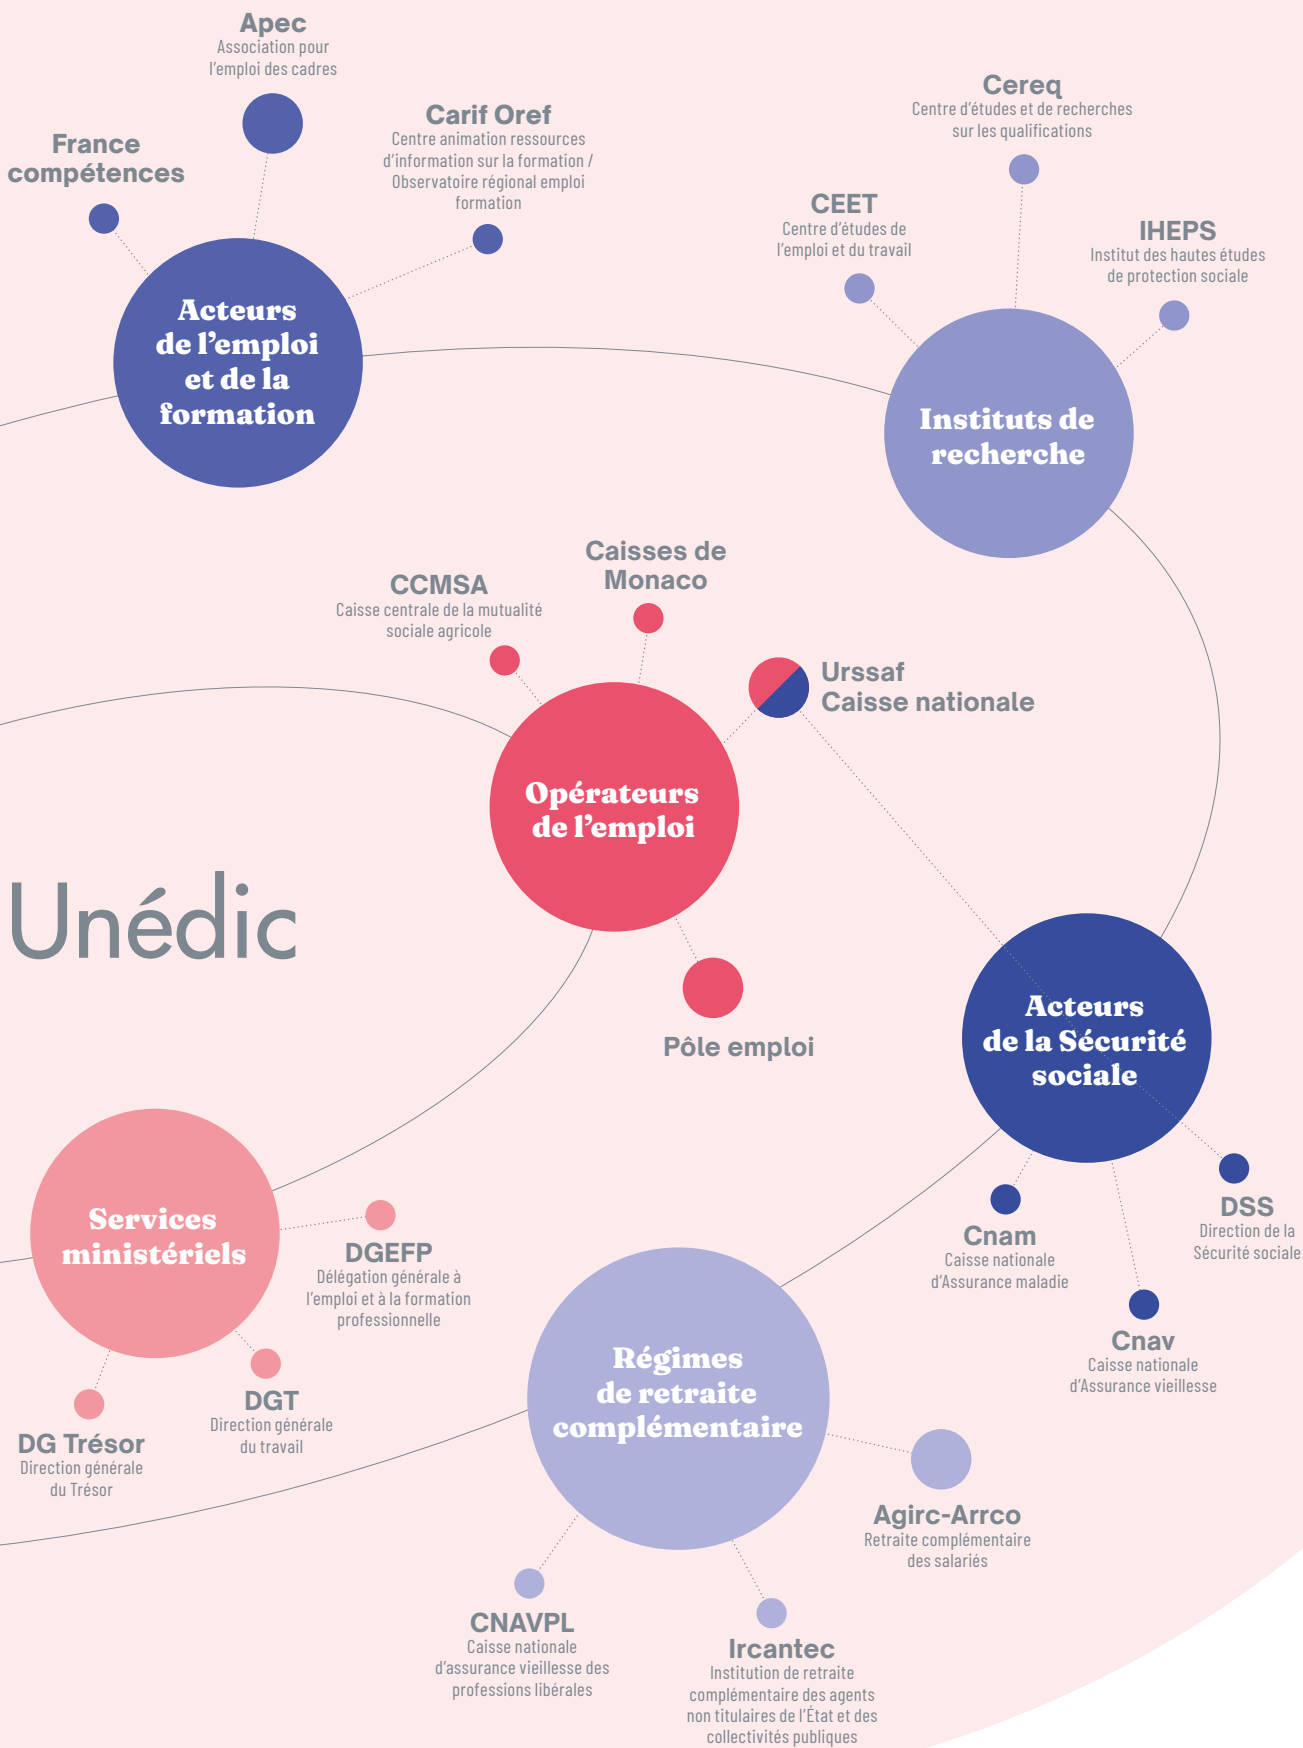 Apec
Association pour
l'emploi des cadres
France
compétences
Carif Oref
Centre animation ressources
d'information sur la formation /
Observatoire régional emploi
formation
Acteurs
de l'emploi
et de la
formation
Cereq
Centre d'études et de recherches
sur les qualifications
CEET
Centre d'études de
l'emploi et du travail
IHEPS
Institut des hautes études
de protection sociale
Instituts de
recherche
Caisses de
Monaco
CCMSA
Caisse centrale de la mutualité
sociale agricole
Urssaf
Caisse nationale
Opérateurs
de l'emploi
Pôle emploi
Unédic
Acteurs
de la Sécurité
sociale
DSS
Direction de la
Sécurité sociale
Cnam
Caisse nationale
d'Assurance maladie
Cnav
Caisse nationale
d'Assurance vieillesse
Services
ministériels
DGEFP
Délégation générale à
l'emploi et à la formation
professionnelle
DGT
Direction générale
du travail
DG Trésor
Direction générale
du Trésor
Régimes
de retraite
complémentaire
Agirc-Arrco
Retraite complémentaire
des salariés
CNAVPL
Caisse nationale
d'assurance vieillesse des
professions libérales
Ircantec
Institution de retraite
complémentaire des agents
non titulaires de l'État et des
collectivités publiques